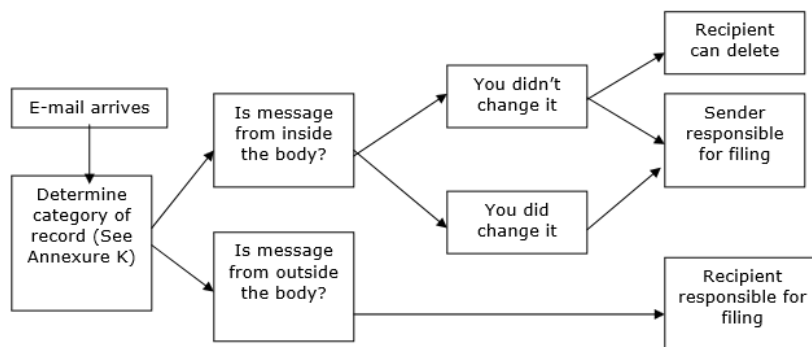 E-mail arrives
Determine
category of
record (See
Annexure K)
Is message
from inside
the body?
Is message
from outside
the body?
You didn't
change it
You did
change it
Recipient
can delete
Sender
responsible
for filing
Recipient
responsible for
filing